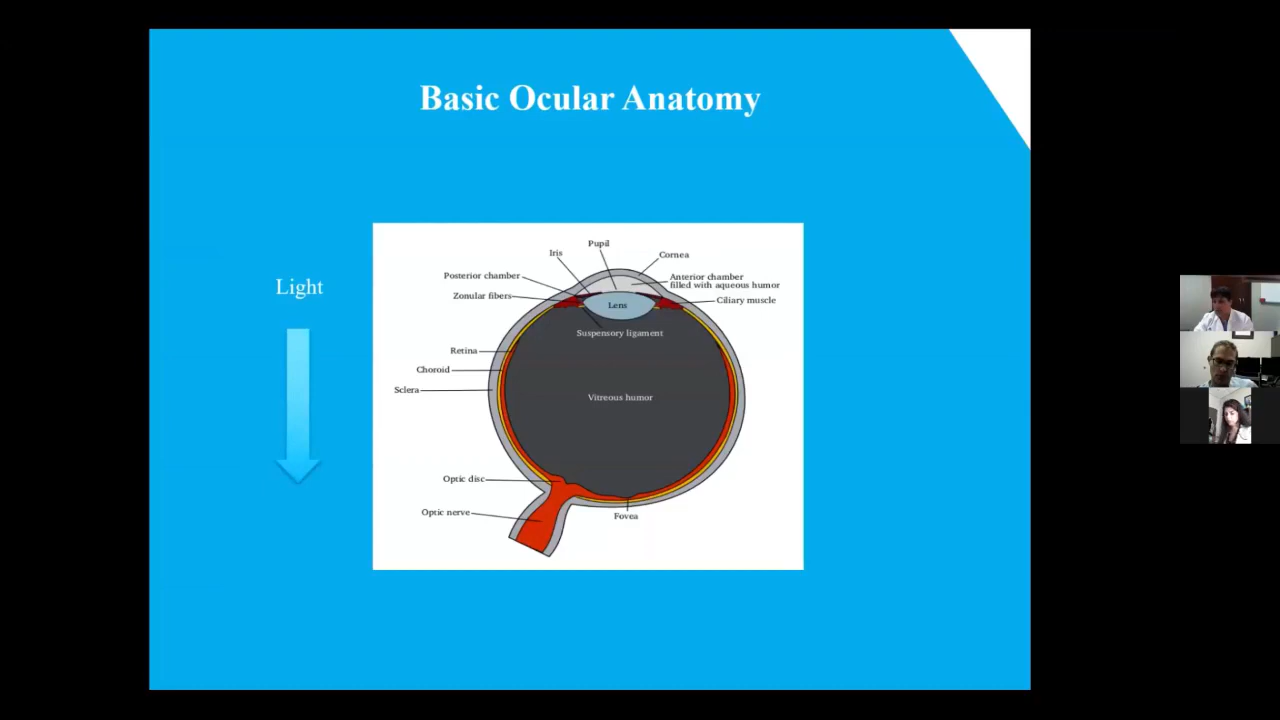 Basic Ocular Anatomy
Light
Pupil
Iris
Cornea
Posterior chamber
Anterior chamber
filled with aqueous humor
Zonular fibers
Ciliary muscle
Lens
Suspensory ligament
Retina
Choroid
Sclera
Vitreous humor
Optic disc
Optic nerve
Fovea